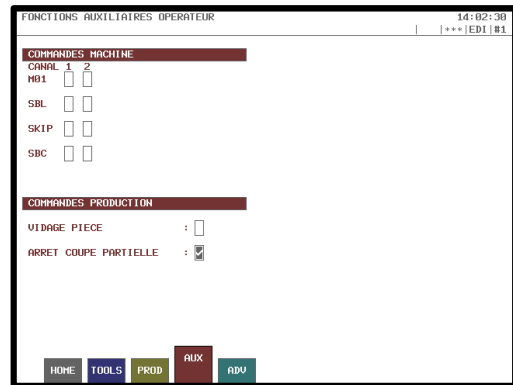 FONCTIONS AUXILIAIRES OPERATEUR 14:02:30
| |***|EDI|#1
COMMANDES MACHINE
CANAL 1 2
M01
SBL
SKIP
SBC
COMMANDES PRODUCTION
VIDAGE PIECE :
ARRET COUPE PARTIELLE :
HOME TOOLS PROD AUX ADV